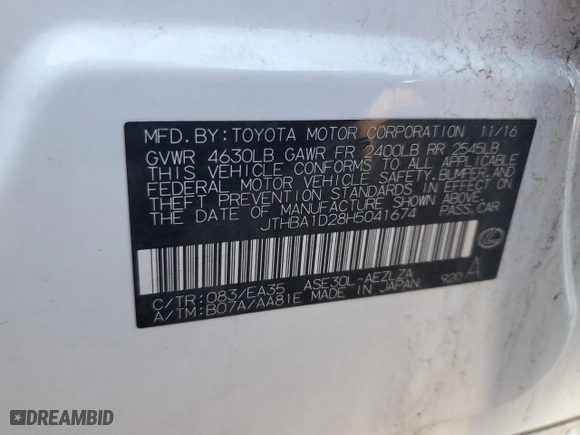 MFD. BY: TOYOTA MOTOR CORPORATION 11/16
GVWR 4630LB GAWR FR 2400LB RR 2545LB
THIS VEHICLE CONFORMS TO ALL APPLICABLE
FEDERAL MOTOR VEHICLE SAFETY,BUMPER,AND
THEFT PREVENTION STANDARDS IN EFFECT ON
THE DATE OF MANUFACTURE SHOWN ABOVE.
JTHBA1D28H5041674 PASS.CAR
C/TR:083/EA35 ASE30L-AEZLZA 920 A
A/TM:B07A/AA81E MADE IN JAPAN
DREAMBID